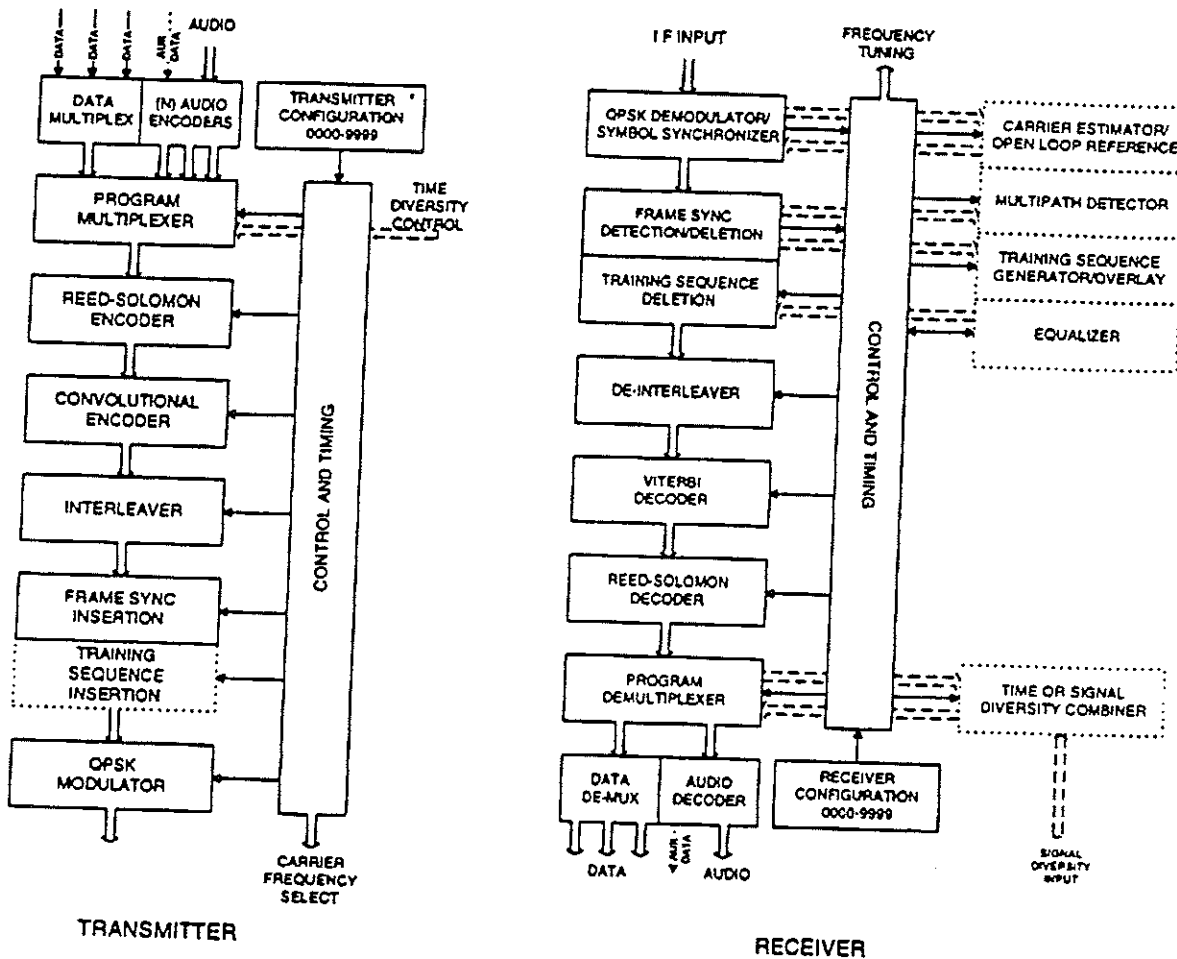 DATA
DATA
DATA
AUR
DATA
AUDIO
DATA
MULTIPLEX
(N) AUDIO
ENCODERS
TRANSMITTER
CONFIGURATION
0000-9999
PROGRAM
MULTIPLEXER
TIME
DIVERSITY
CONTROL
REED-SOLOMON
ENCODER
CONVOLUTIONAL
ENCODER
INTERLEAVER
FRAME SYNC
INSERTION
TRAINING
SEQUENCE
INSERTION
QPSK
MODULATOR
CONTROL AND TIMING
CARRIER
FREQUENCY
SELECT
TRANSMITTER
I F INPUT
FREQUENCY
TUNING
QPSK DEMODULATOR/
SYMBOL SYNCHRONIZER
CARRIER ESTIMATOR/
OPEN LOOP REFERENCE
FRAME SYNC
DETECTION/DELETION
MULTIPATH DETECTOR
TRAINING SEQUENCE
DELETION
TRAINING SEQUENCE
GENERATOR/OVERLAY
EQUALIZER
DE-INTERLEAVER
CONTROL AND TIMING
VITERBI
DECODER
REED-SOLOMON
DECODER
PROGRAM
DEMULTIPLEXER
TIME OR SIGNAL
DIVERSITY COMBINER
DATA
DE-MUX
AUDIO
DECODER
RECEIVER
CONFIGURATION
0000-9999
DATA
AUR
DATA
AUDIO
SIGNAL
DIVERSITY
INPUT
RECEIVER